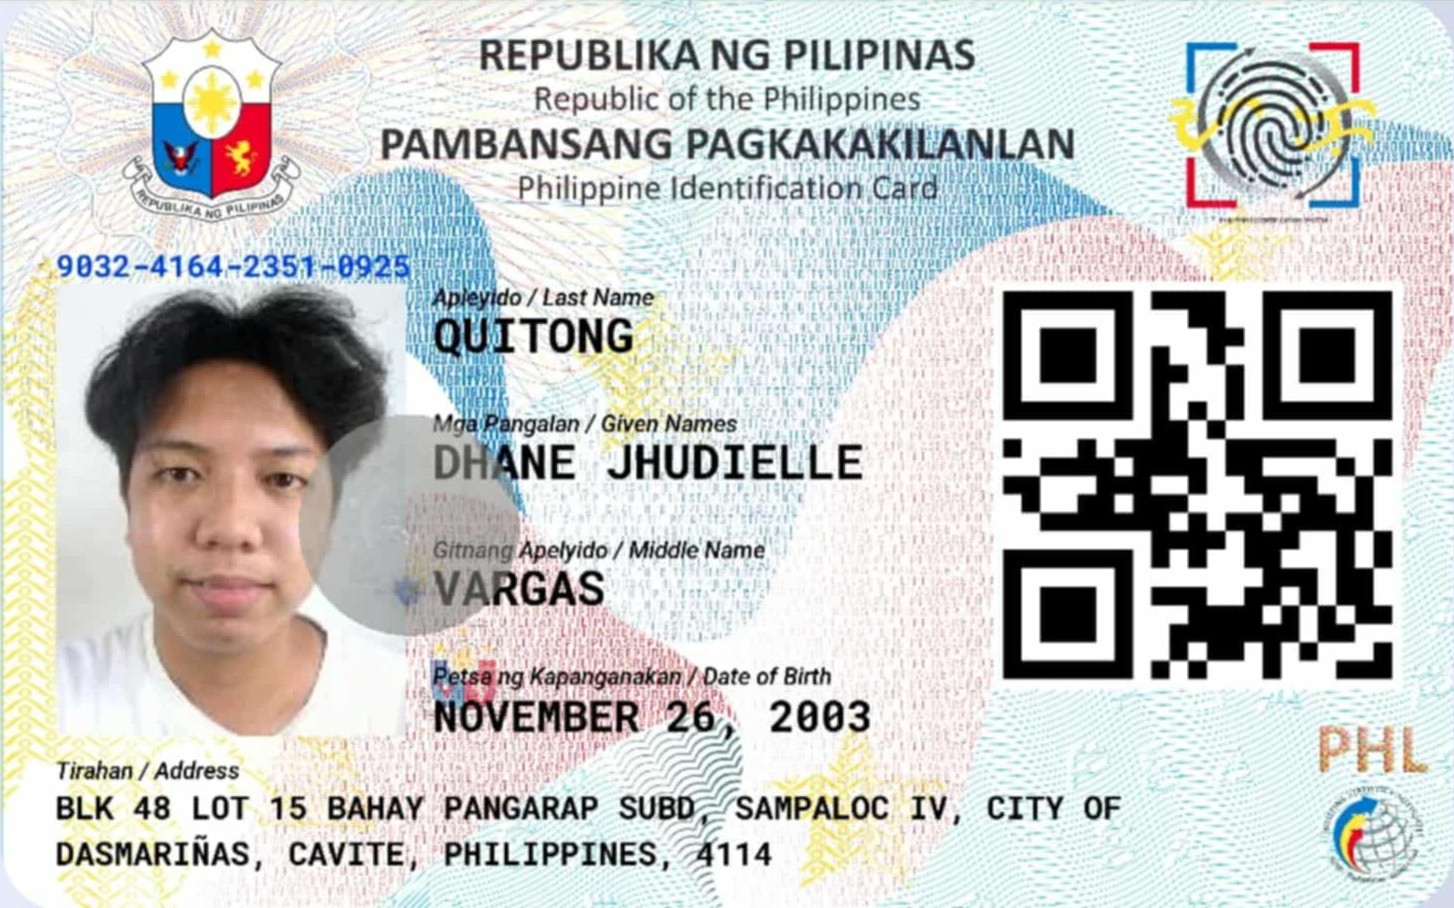 REPUBLIKA NG PILIPINAS
Republic of the Philippines
PAMBANSANG PAGKAKAKILANLAN
Philippine Identification Card
REPUBLIKA NG PILIPINAS
9032-4164-2351-0925
Apleyido / Last Name
QUITONG
Mga Pangalan / Given Names
DHANE JHUDIELLE
Gitnang Apelyido / Middle Name
VARGAS
Petsa ng Kapanganakan / Date of Birth
NOVEMBER 26, 2003
Tirahan / Address
BLK 48 LOT 15 BAHAY PANGARAP SUBD, SAMPALOC IV, CITY OF
DASMARIÑAS, CAVITE, PHILIPPINES, 4114
PHL